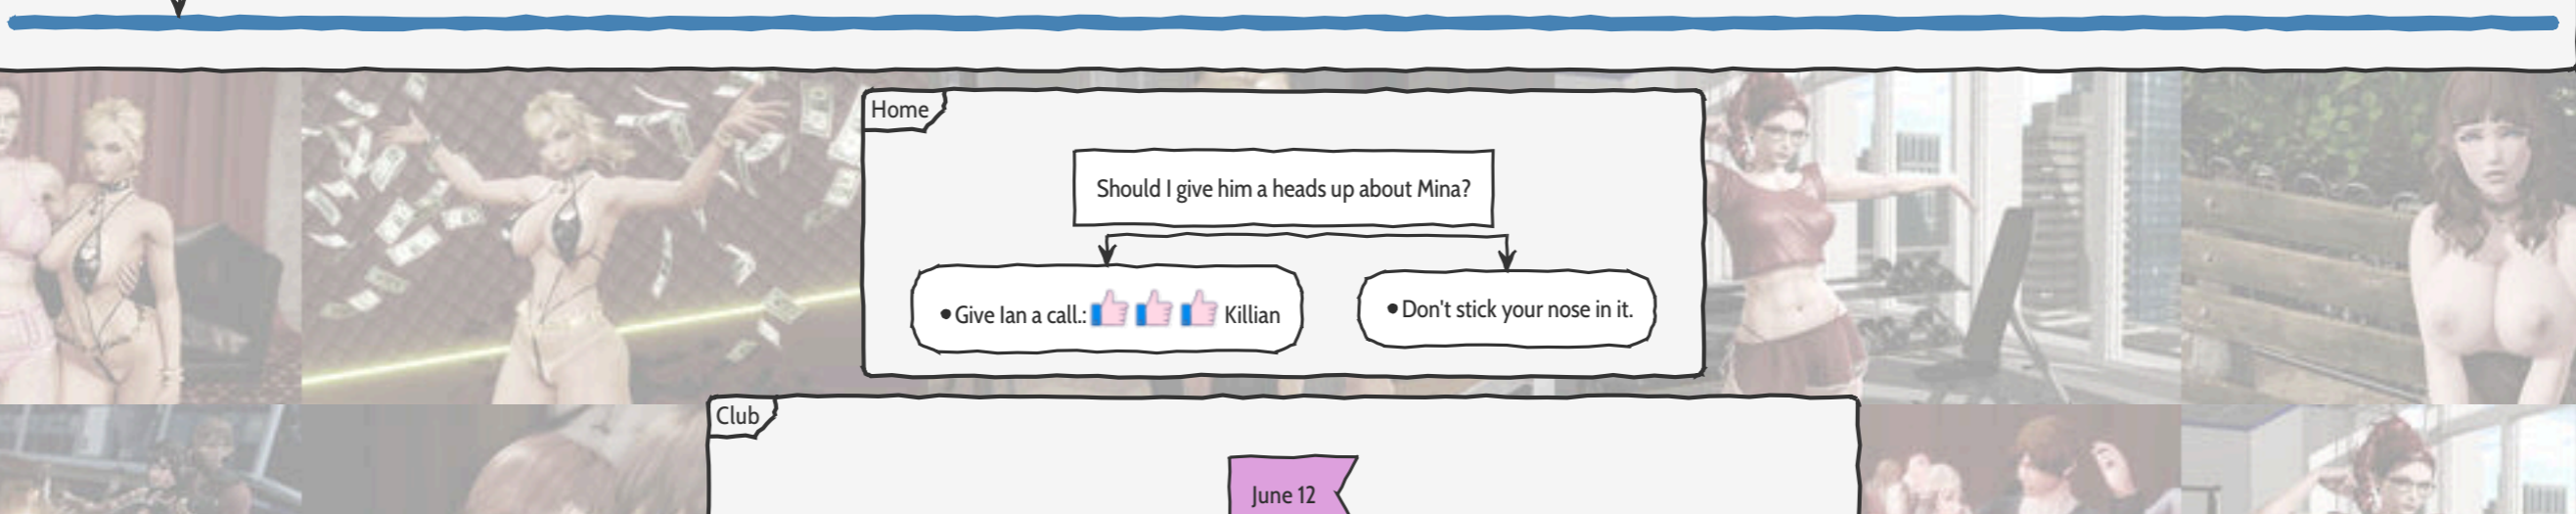 Home
Should I give him a heads up about Mina?
•Give Ian a call.:👍👍👍 Killian
•Don't stick your nose in it.
Club
June 12